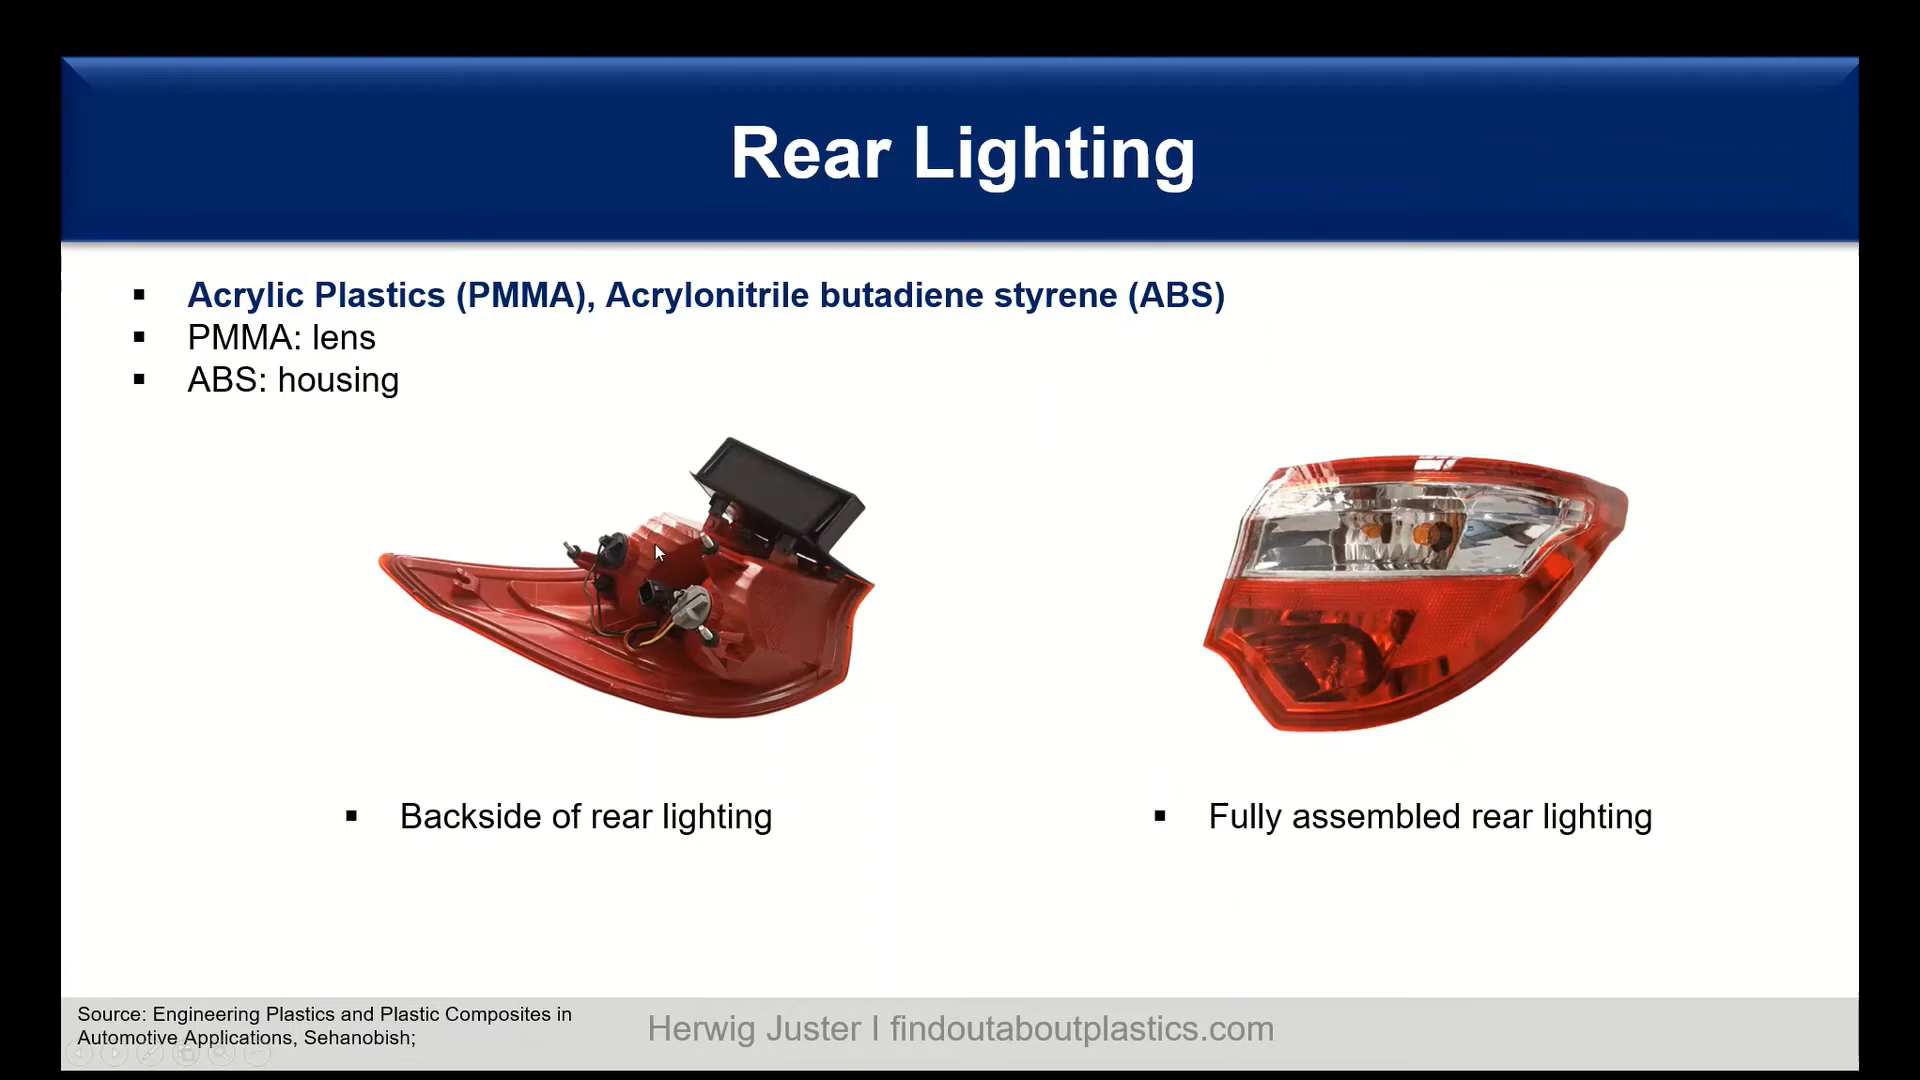 Rear Lighting
▪ Acrylic Plastics (PMMA), Acrylonitrile butadiene styrene (ABS)
▪ PMMA: lens
▪ ABS: housing
▪ Backside of rear lighting
▪ Fully assembled rear lighting
Source: Engineering Plastics and Plastic Composites in
Automotive Applications, Sehanobish;
Herwig Juster I findoutaboutplastics.com